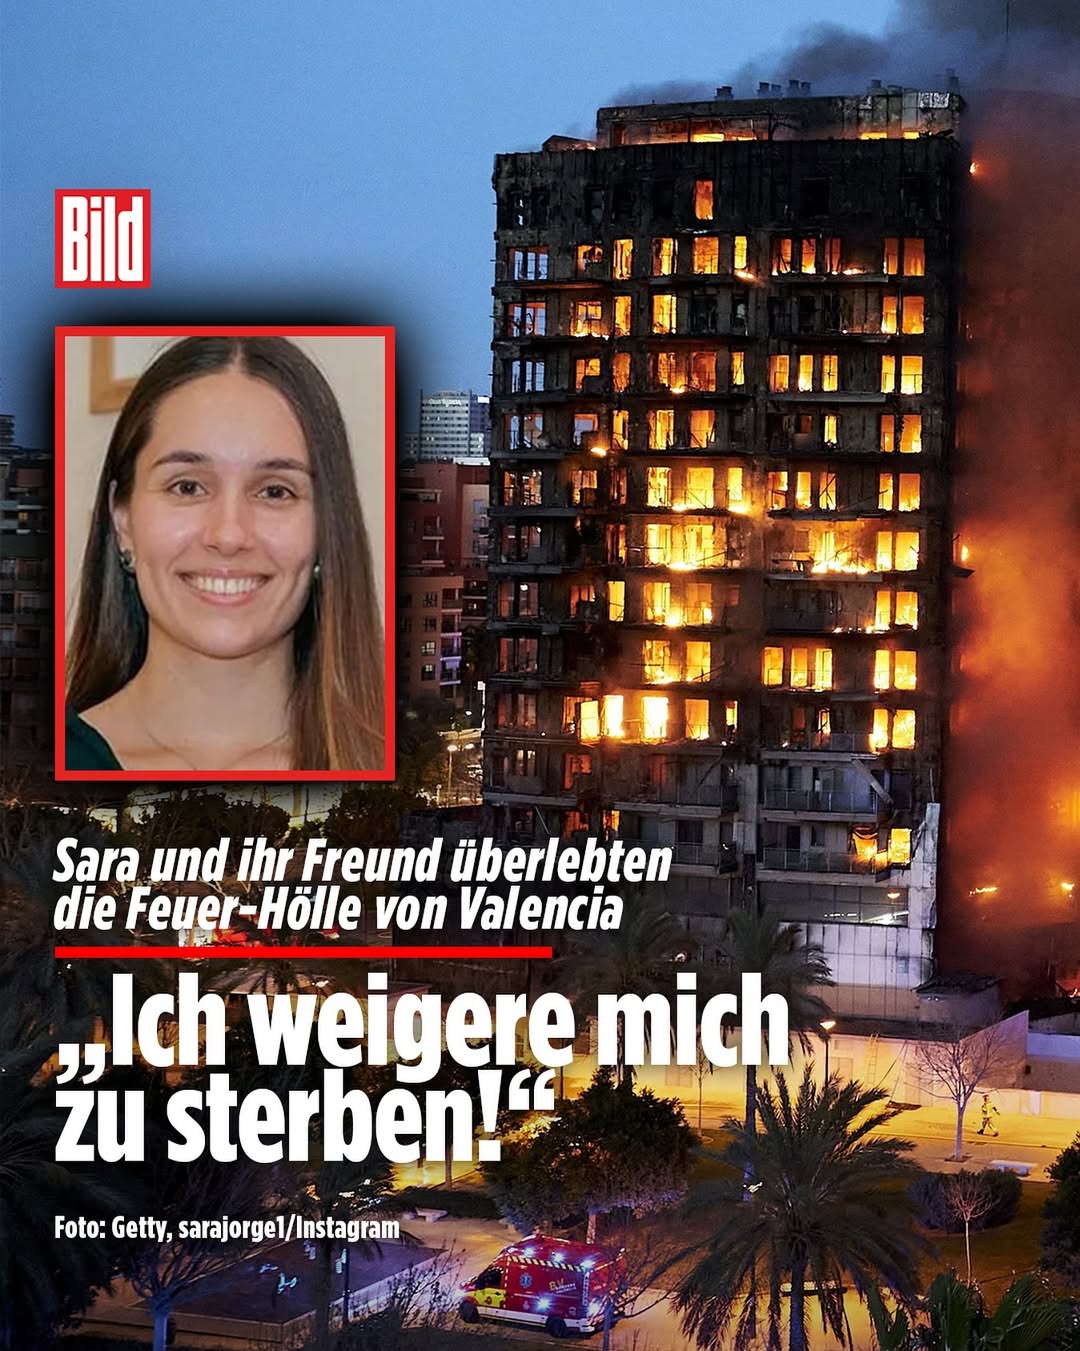 Bild
Sara und ihr Freund überlebten
die Feuer-Hölle von Valencia
„Ich weigere mich
zu sterben!“
Foto: Getty, sarajorge1/Instagram